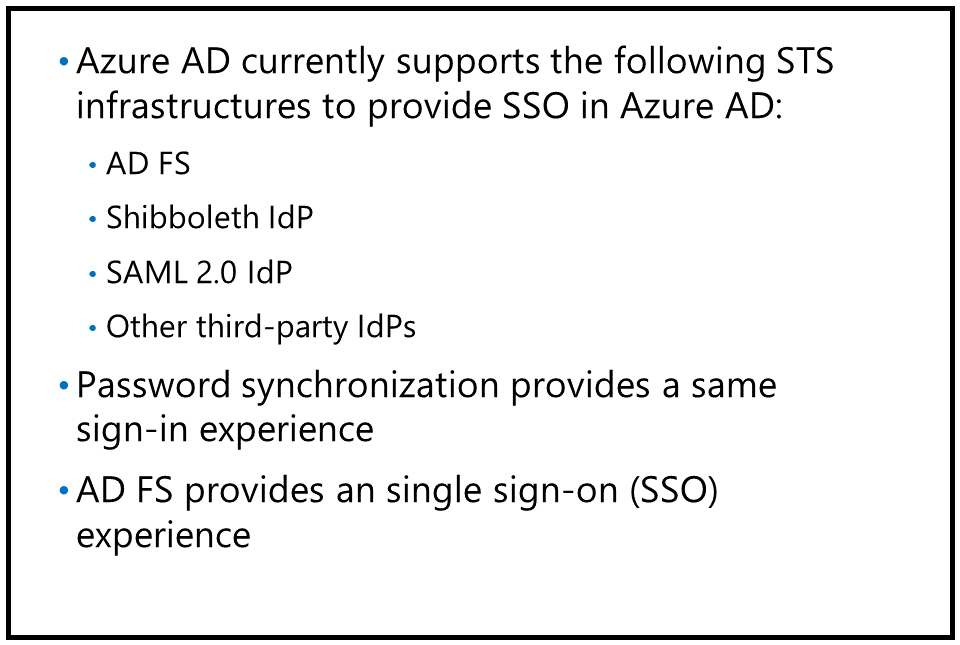 • Azure AD currently supports the following STS
infrastructures to provide SSO in Azure AD:
• AD FS
• Shibboleth IdP
• SAML 2.0 IdP
• Other third-party IdPs
• Password synchronization provides a same
sign-in experience
• AD FS provides an single sign-on (SSO)
experience